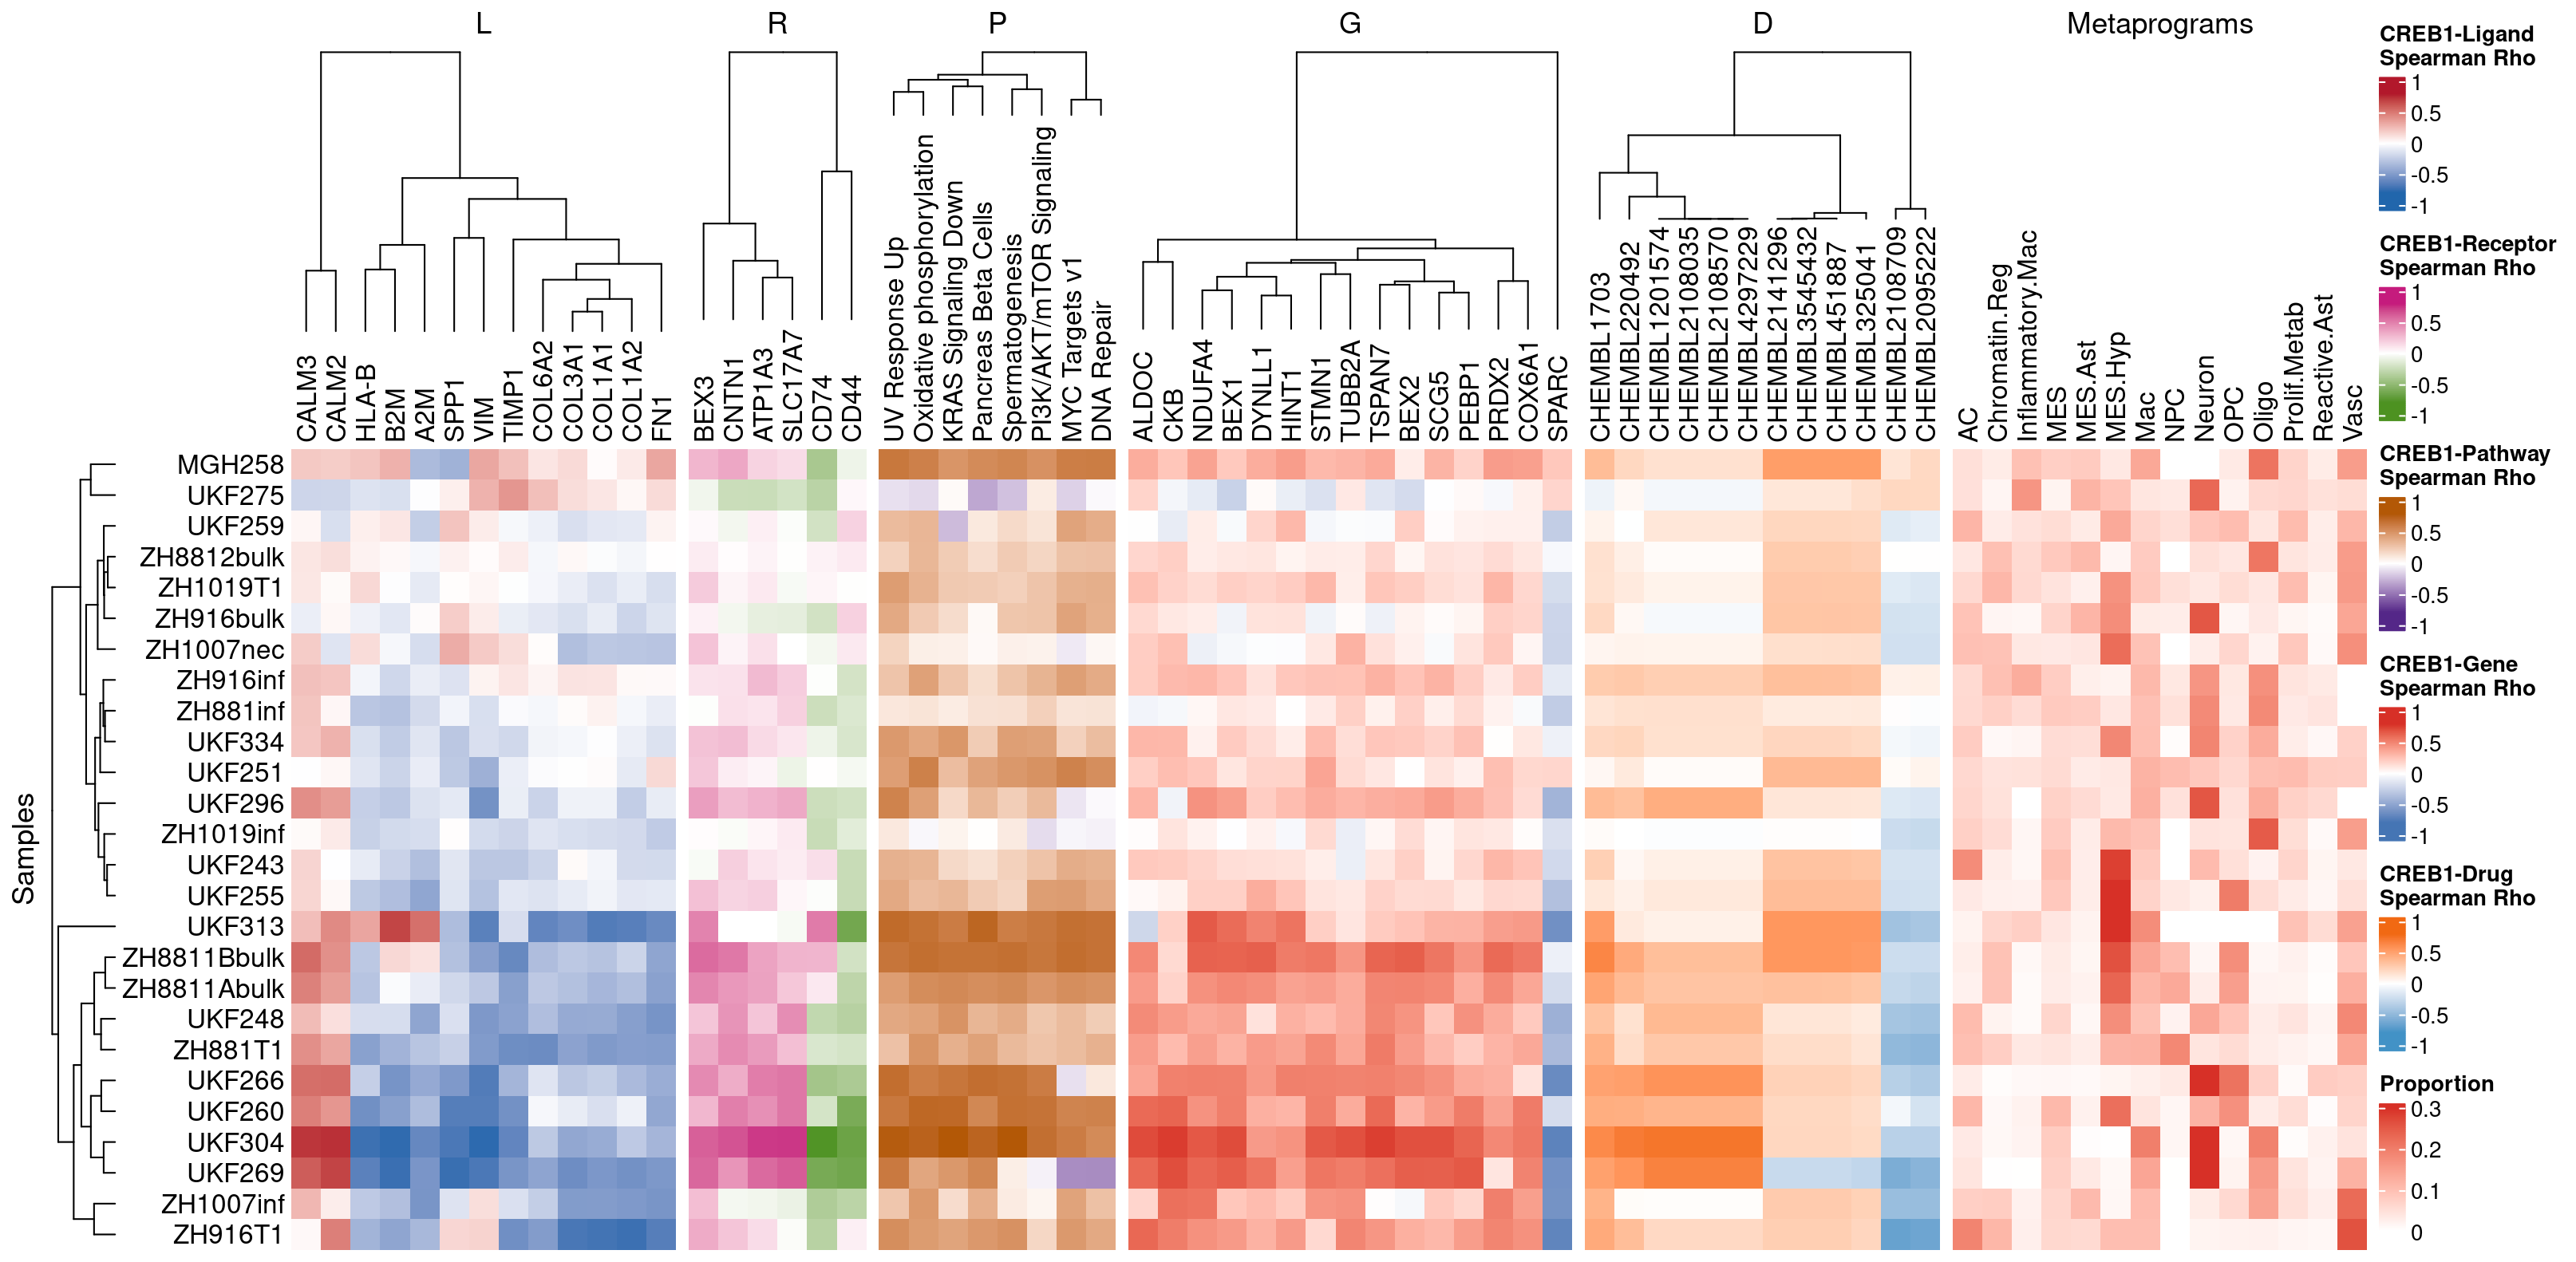 L R P G D Metaprograms
CALM3
CALM2
HLA-B
B2M
A2M
SPP1
VIM
TIMP1
COL6A2
COL3A1
COL1A1
COL1A2
FN1
BEX3
CNTN1
ATP1A3
SLC17A7
CD74
CD44
UV Response Up
Oxidative phosphorylation
KRAS Signaling Down
Pancreas Beta Cells
Spermatogenesis
PI3K/AKT/mTOR Signaling
MYC Targets v1
DNA Repair
ALDOC
CKB
NDUFA4
BEX1
DYNLL1
HINT1
STMN1
TUBB2A
TSPAN7
BEX2
SCG5
PEBP1
PRDX2
COX6A1
SPARC
CHEMBL1703
CHEMBL220492
CHEMBL1201574
CHEMBL2108035
CHEMBL2108570
CHEMBL4297229
CHEMBL2141296
CHEMBL3545432
CHEMBL451887
CHEMBL325041
CHEMBL2108709
CHEMBL2095222
AC
Chromatin.Reg
Inflammatory.Mac
MES
MES.Ast
MES.Hyp
Mac
NPC
Neuron
OPC
Oligo
Prolif.Metab
Reactive.Ast
Vasc
Samples
MGH258
UKF275
UKF259
ZH8812bulk
ZH1019T1
ZH916bulk
ZH1007nec
ZH916inf
ZH881inf
UKF334
UKF251
UKF296
ZH1019inf
UKF243
UKF255
UKF313
ZH8811Bbulk
ZH8811Abulk
UKF248
ZH881T1
UKF266
UKF260
UKF304
UKF269
ZH1007inf
ZH916T1
CREB1-Ligand
Spearman Rho
1
0.5
0
-0.5
-1
CREB1-Receptor
Spearman Rho
1
0.5
0
-0.5
-1
CREB1-Pathway
Spearman Rho
1
0.5
0
-0.5
-1
CREB1-Gene
Spearman Rho
1
0.5
0
-0.5
-1
CREB1-Drug
Spearman Rho
1
0.5
0
-0.5
-1
Proportion
0.3
0.2
0.1
0